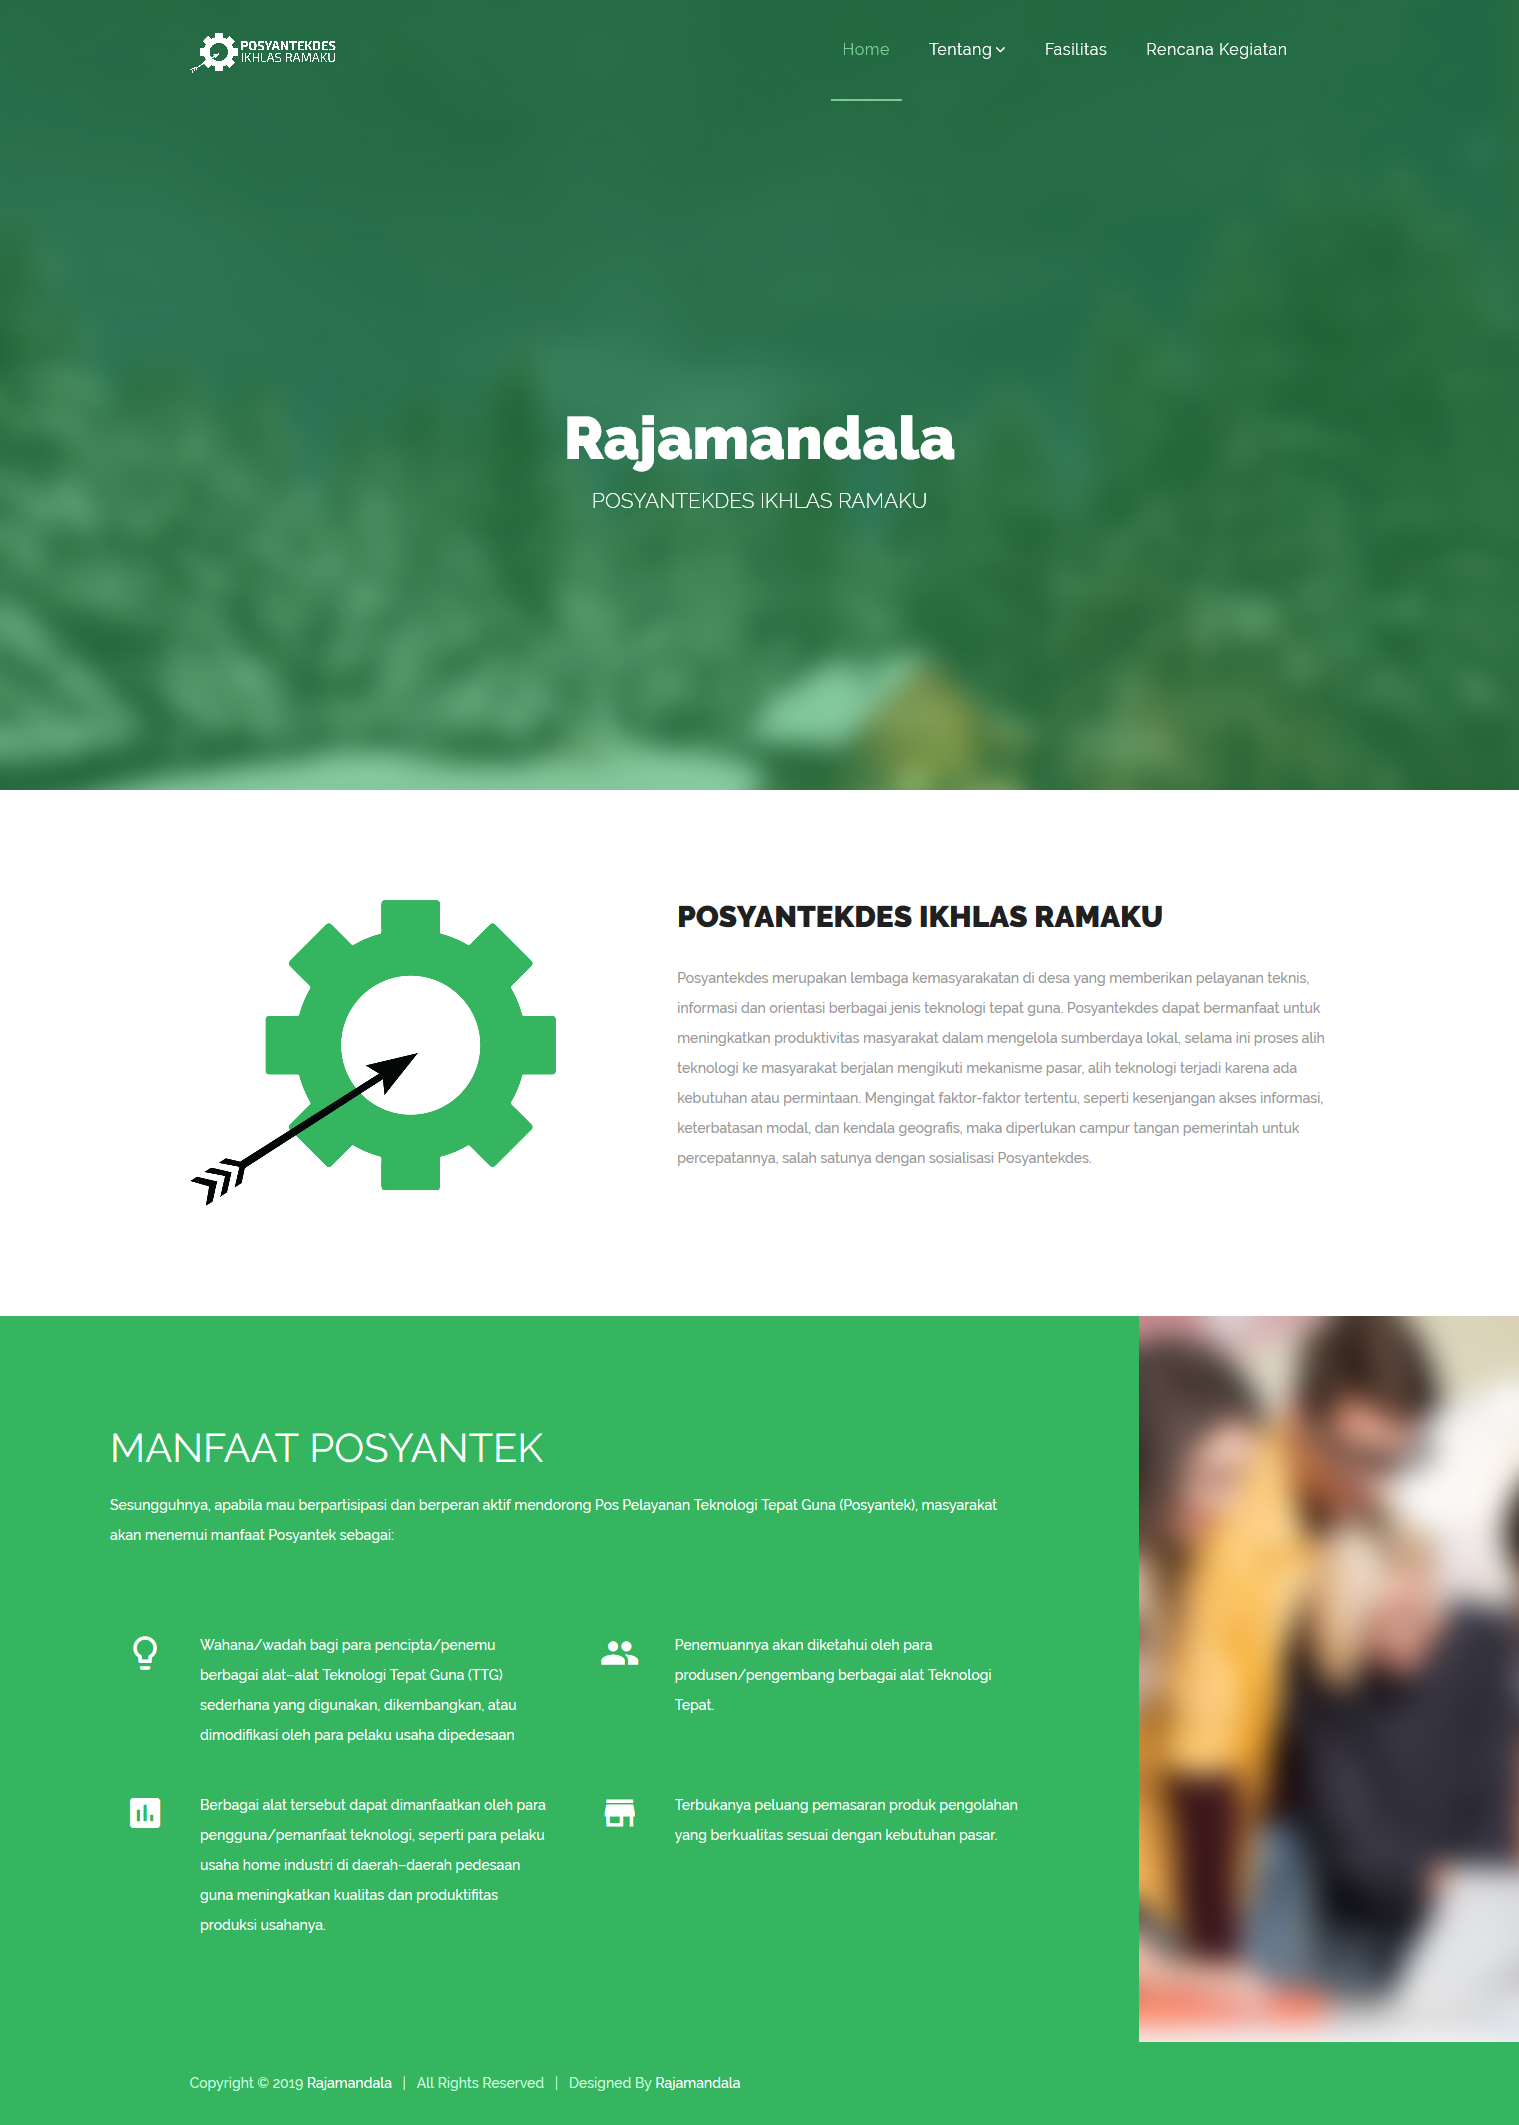 POSYANTEKDES
IKHLAS RAMAKU
Home
Tentang
Fasilitas
Rencana Kegiatan
Rajamandala
POSYANTEKDES IKHLAS RAMAKU
POSYANTEKDES IKHLAS RAMAKU
Posyantekdes merupakan lembaga kemasyarakatan di desa yang memberikan pelayanan teknis,
informasi dan orientasi berbagai jenis teknologi tepat guna. Posyantekdes dapat bermanfaat untuk
meningkatkan produktivitas masyarakat dalam mengelola sumberdaya lokal, selama ini proses alih
teknologi ke masyarakat berjalan mengikuti mekanisme pasar, alih teknologi terjadi karena ada
kebutuhan atau permintaan. Mengingat faktor-faktor tertentu, seperti kesenjangan akses informasi,
keterbatasan modal, dan kendala geografis, maka diperlukan campur tangan pemerintah untuk
percepatannya, salah satunya dengan sosialisasi Posyantekdes.
MANFAAT POSYANTEK
Sesungguhnya, apabila mau berpartisipasi dan berperan aktif mendorong Pos Pelayanan Teknologi Tepat Guna (Posyantek), masyarakat
akan menemui manfaat Posyantek sebagai:
Wahana/wadah bagi para pencipta/penemu
berbagai alat–alat Teknologi Tepat Guna (TTG)
sederhana yang digunakan, dikembangkan, atau
dimodifikasi oleh para pelaku usaha dipedesaan
Penemuannya akan diketahui oleh para
produsen/pengembang berbagai alat Teknologi
Tepat.
Berbagai alat tersebut dapat dimanfaatkan oleh para
pengguna/pemanfaat teknologi, seperti para pelaku
usaha home industri di daerah–daerah pedesaan
guna meningkatkan kualitas dan produktifitas
produksi usahanya.
Terbukanya peluang pemasaran produk pengolahan
yang berkualitas sesuai dengan kebutuhan pasar.
Copyright © 2019 Rajamandala | All Rights Reserved | Designed By Rajamandala